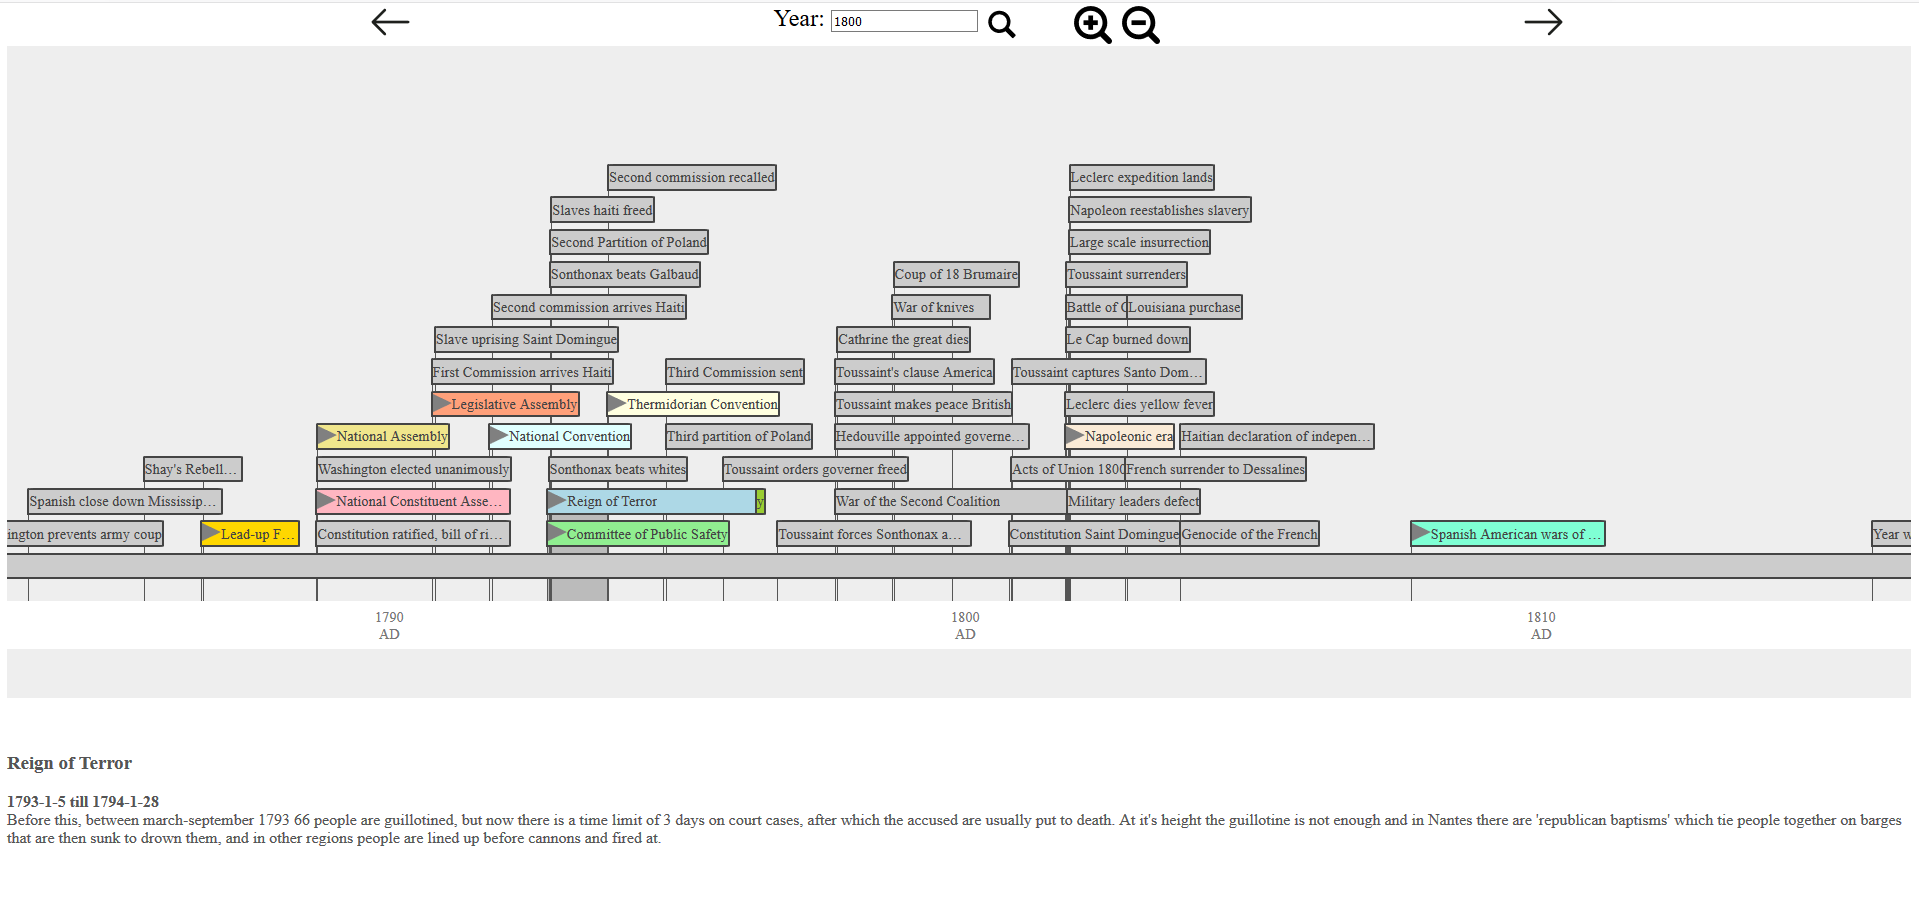 Year: 1800
Second commission recalled
Leclerc expedition lands
Slaves haiti freed
Napoleon reestablishes slavery
Second Partition of Poland
Large scale insurrection
Sonthonax beats Galbaud
Coup of 18 Brumaire
Toussaint surrenders
Second commission arrives Haiti
War of knives
Battle of C
Louisiana purchase
Slave uprising Saint Domingue
Cathrine the great dies
Le Cap burned down
First Commission arrives Haiti
Third Commission sent
Toussaint's clause America
Toussaint captures Santo Dom...
Legislative Assembly
Thermidorian Convention
Toussaint makes peace British
Leclerc dies yellow fever
National Assembly
National Convention
Third partition of Poland
Hedouville appointed governe...
Napoleonic era
Haitian declaration of indepen...
Shay's Rebell...
Washington elected unanimously
Sonthonax beats whites
Toussaint orders governer freed
Acts of Union 1800
French surrender to Dessalines
Spanish close down Mississip...
National Constituent Asse...
Reign of Terror
y
War of the Second Coalition
Military leaders defect
ington prevents army coup
Lead-up F...
Constitution ratified, bill of ri...
Committee of Public Safety
Toussaint forces Sonthonax a...
Constitution Saint Domingue
Genocide of the French
Spanish American wars of ...
Year w
1790
AD
1800
AD
1810
AD
Reign of Terror
1793-1-5 till 1794-1-28
Before this, between march-september 1793 66 people are guillotined, but now there is a time limit of 3 days on court cases, after which the accused are usually put to death. At it's height the guillotine is not enough and in Nantes there are 'republican baptisms' which tie people together on barges
that are then sunk to drown them, and in other regions people are lined up before cannons and fired at.